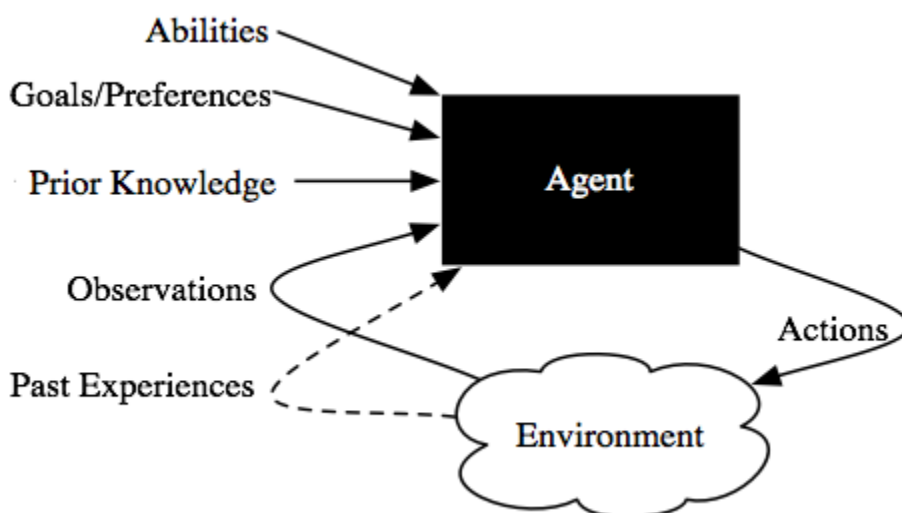 Abilities
Goals/Preferences
Prior Knowledge
Agent
Observations
Actions
Past Experiences
Environment